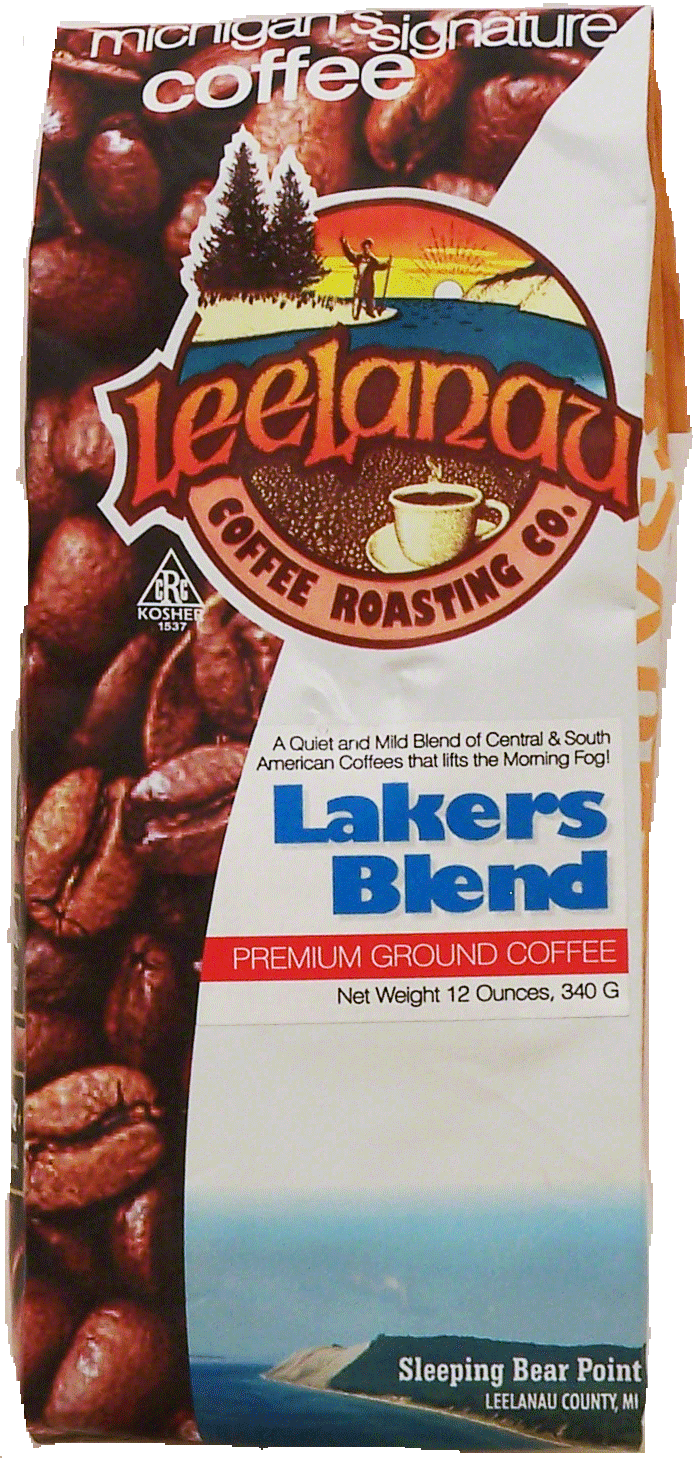 michigan's signature
coffee
Leelanau
COFFEE ROASTING CO.
CRC
KOSHER
1537
A Quiet and Mild Blend of Central & South
American Coffees that lifts the Morning Fog!
Lakers
Blend
PREMIUM GROUND COFFEE
Net Weight 12 Ounces, 340 G
Sleeping Bear Point
LEELANAU COUNTY, MI